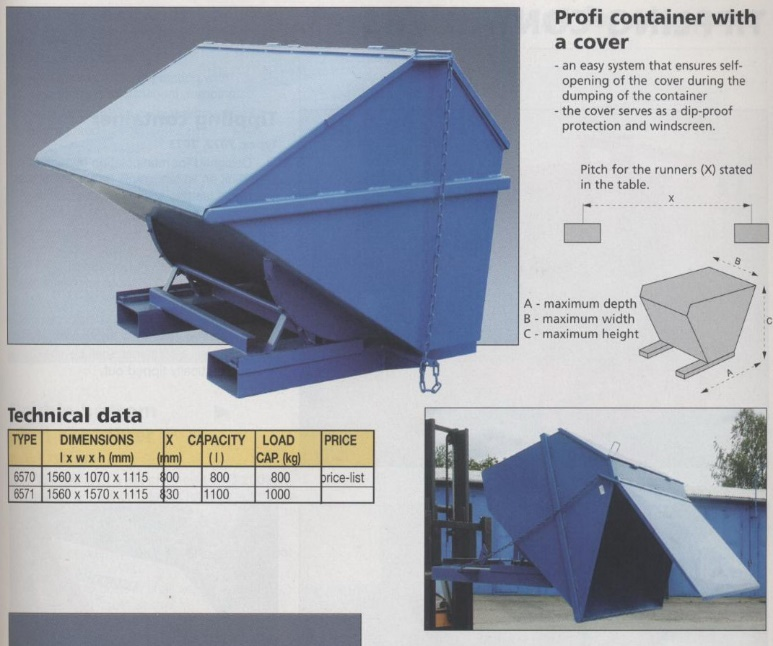 Profi container with
a cover
- an easy system that ensures self-
opening of the cover during the
dumping of the container
- the cover serves as a dip-proof
protection and windscreen.
Pitch for the runners (X) stated
in the table.
X
B
A - maximum depth
B - maximum width
C - maximum height
C
A
Technical data
TYPE DIMENSIONS X CAPACITY LOAD PRICE
l x w x h (mm) (mm) ( l ) CAP. (kg)
6570 1560 x 1070 x 1115 800 800 800 price-list
6571 1560 x 1570 x 1115 830 1100 1000